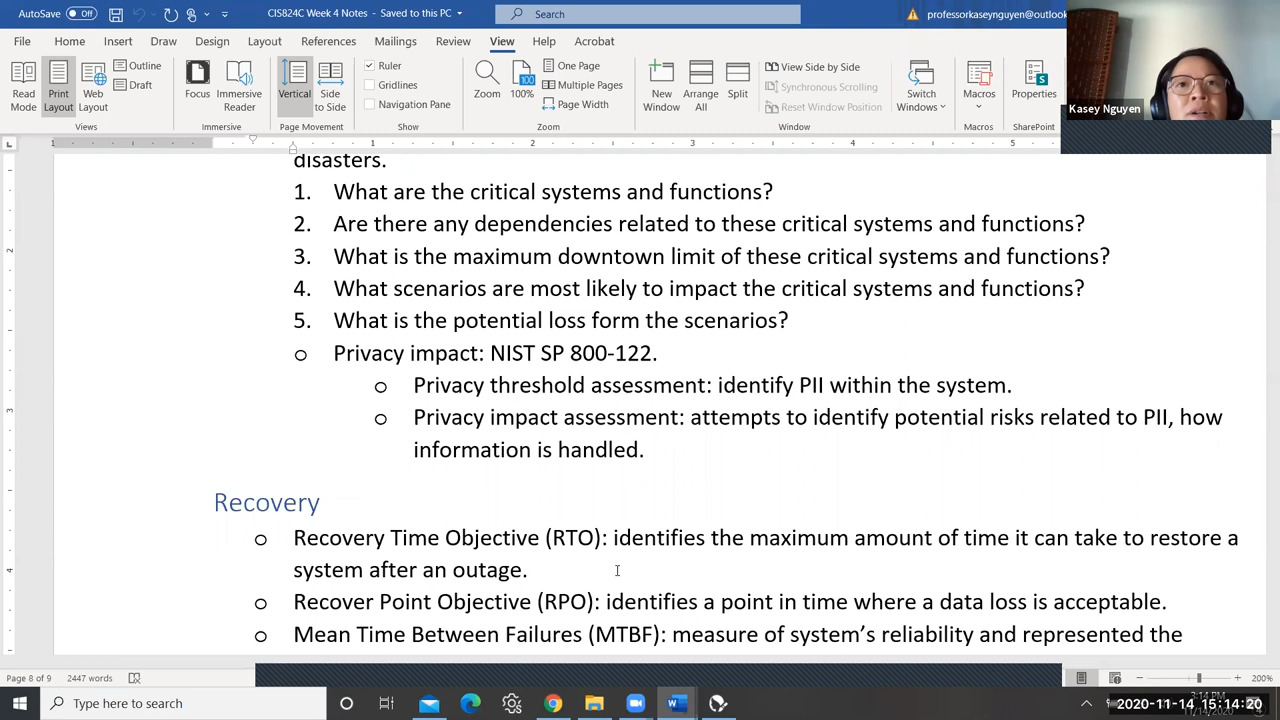 AutoSave Off CIS824C Week 4 Notes - Saved to this PC Search professorkaseynguyen@outlook
File Home Insert Draw Design Layout References Mailings Review View Help Acrobat
Read Mode Print Layout Web Layout Outline Draft Focus Immersive Reader Vertical Side to Side Ruler Gridlines Navigation Pane Zoom 100% One Page Multiple Pages Page Width New Window Arrange All Split View Side by Side Synchronous Scrolling Reset Window Position Switch Windows Macros Properties
Views Immersive Page Movement Show Zoom Window Macros SharePoint
Kasey Nguyen
disasters.
1. What are the critical systems and functions?
2. Are there any dependencies related to these critical systems and functions?
3. What is the maximum downtown limit of these critical systems and functions?
4. What scenarios are most likely to impact the critical systems and functions?
5. What is the potential loss form the scenarios?
o Privacy impact: NIST SP 800-122.
o Privacy threshold assessment: identify PII within the system.
o Privacy impact assessment: attempts to identify potential risks related to PII, how
information is handled.
Recovery
o Recovery Time Objective (RTO): identifies the maximum amount of time it can take to restore a
system after an outage.
o Recover Point Objective (RPO): identifies a point in time where a data loss is acceptable.
o Mean Time Between Failures (MTBF): measure of system's reliability and represented the
Page 8 of 9 2447 words 200%
Type here to search 3:14 PM
2020-11-14 15:14:20